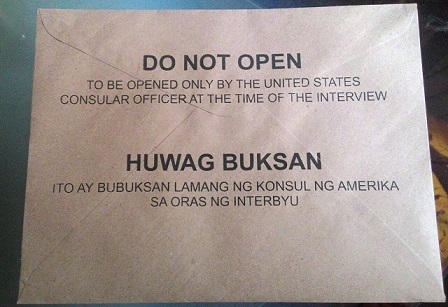 DO NOT OPEN
TO BE OPENED ONLY BY THE UNITED STATES
CONSULAR OFFICER AT THE TIME OF THE INTERVIEW
HUWAG BUKSAN
ITO AY BUBUKSAN LAMANG NG KONSUL NG AMERIKA
SA ORAS NG INTERBYU